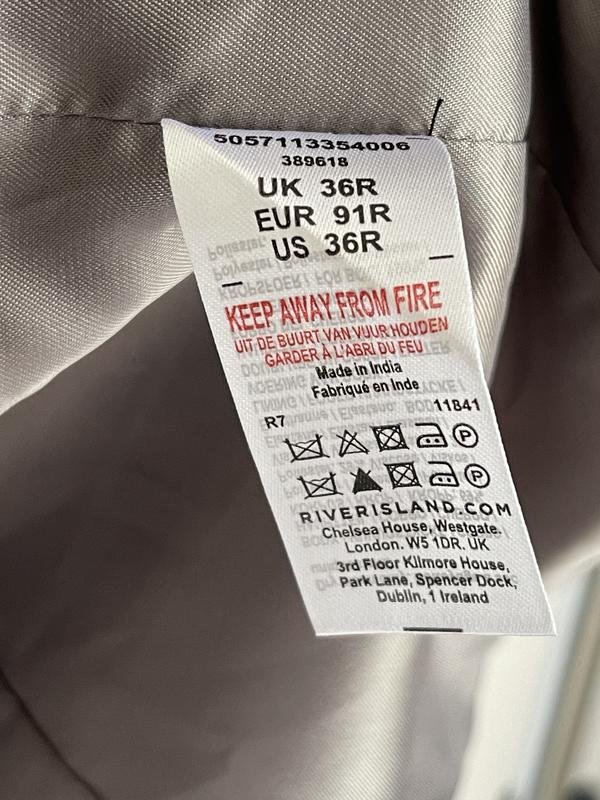 5057113354006
389618
UK 36R
EUR 91R
US 36R
KEEP AWAY FROM FIRE
UIT DE BUURT VAN VUUR HOUDEN
GARDER À L'ABRI DU FEU
Made in India
Fabriqué en Inde
R7 11841
P
P
RIVERISLAND.COM
Chelsea House, Westgate.
London. W5 1DR. UK
3rd Floor Kilmore House,
Park Lane, Spencer Dock,
Dublin, 1 Ireland